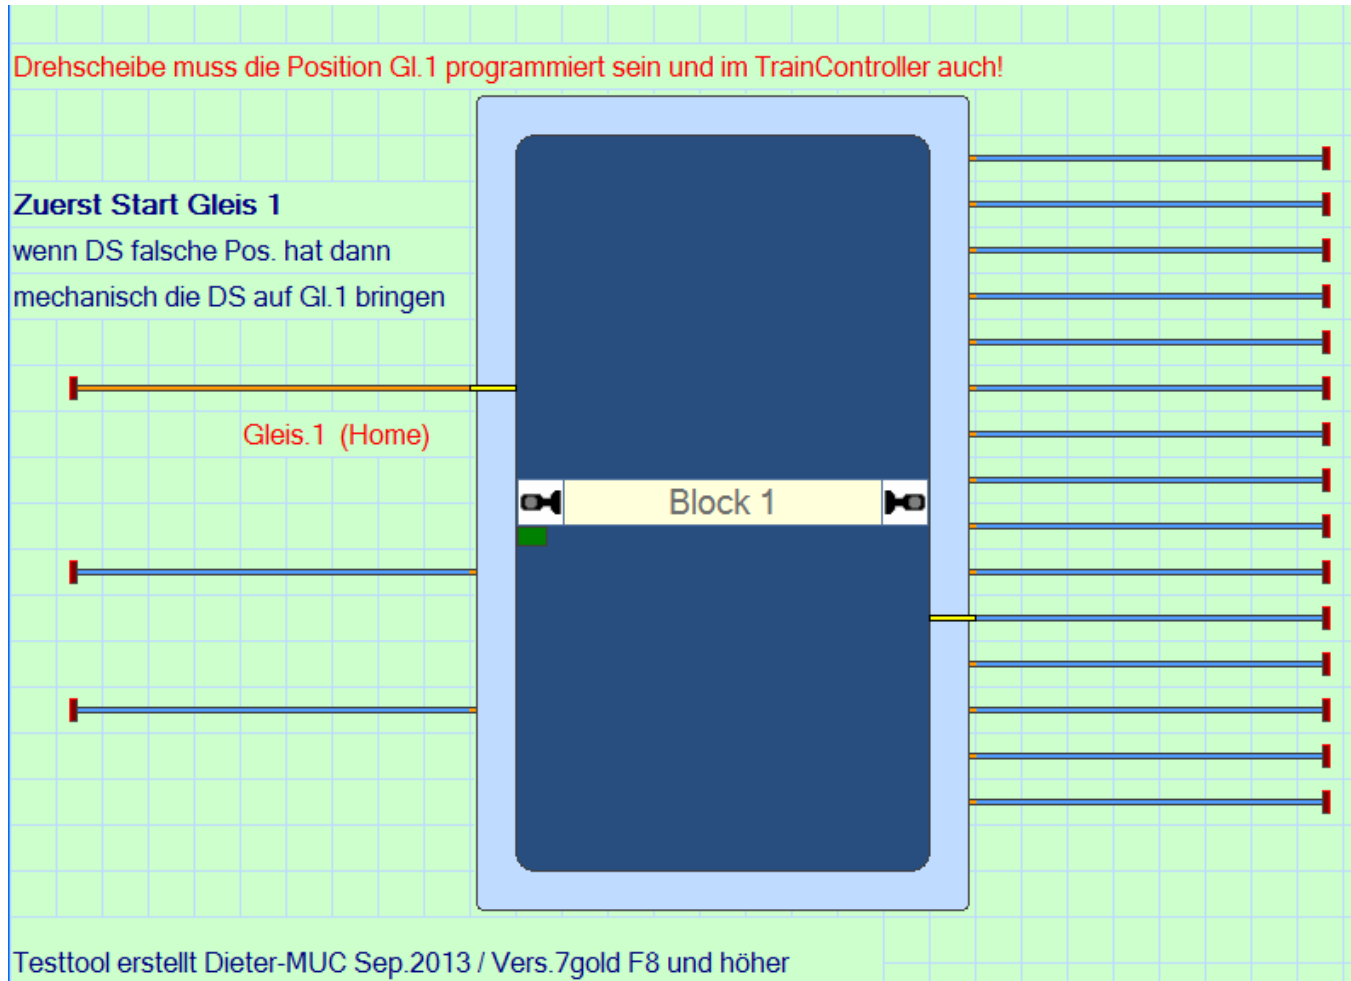 Drehscheibe muss die Position Gl.1 programmiert sein und im TrainController auch!
Zuerst Start Gleis 1
wenn DS falsche Pos. hat dann
mechanisch die DS auf Gl.1 bringen
Gleis.1 (Home)
Block 1
Testtool erstellt Dieter-MUC Sep.2013 / Vers.7gold F8 und höher